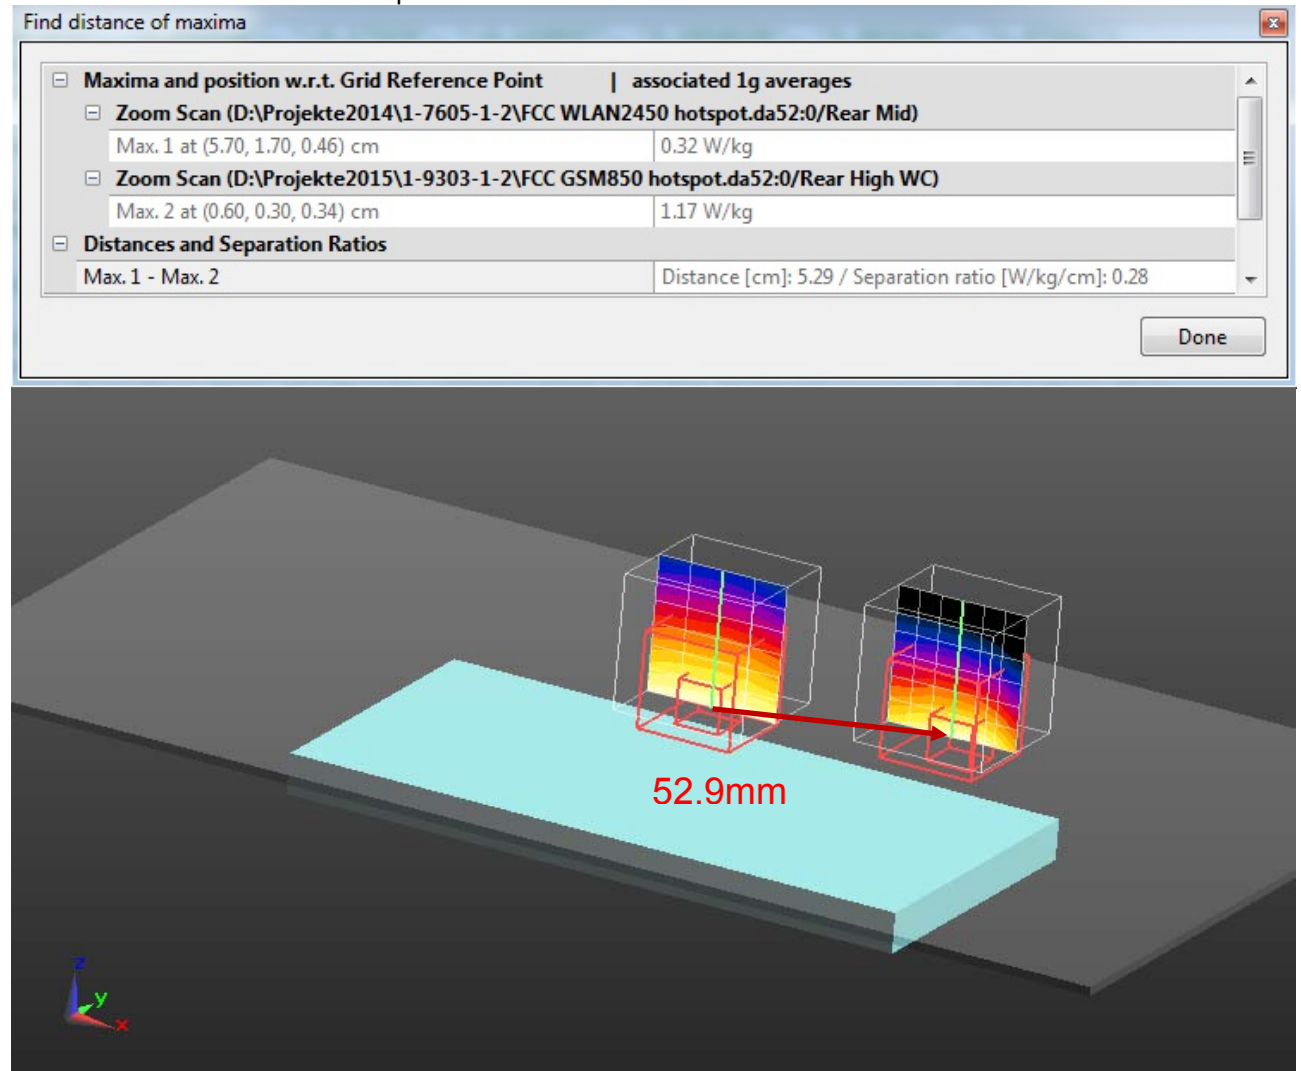 Find distance of maxima
Maxima and position w.r.t. Grid Reference Point | associated 1g averages
Zoom Scan (D:\Projekte2014\1-7605-1-2\FCC WLAN2450 hotspot.da52:0/Rear Mid)
Max. 1 at (5.70, 1.70, 0.46) cm 0.32 W/kg
Zoom Scan (D:\Projekte2015\1-9303-1-2\FCC GSM850 hotspot.da52:0/Rear High WC)
Max. 2 at (0.60, 0.30, 0.34) cm 1.17 W/kg
Distances and Separation Ratios
Max. 1 - Max. 2 Distance [cm]: 5.29 / Separation ratio [W/kg/cm]: 0.28
Done
52.9mm
z
y
x